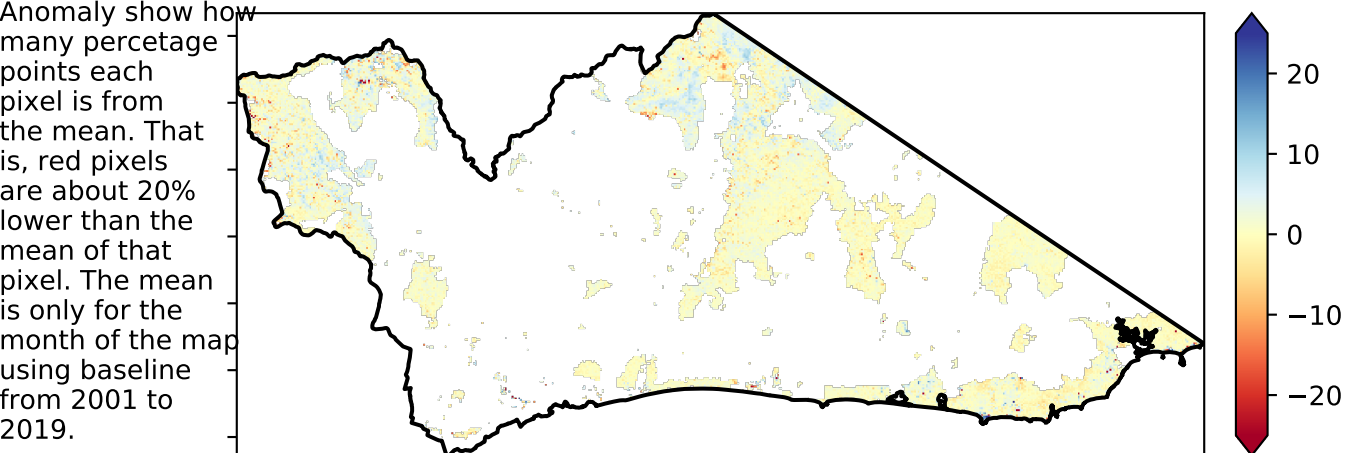 Anomaly show how
many percetage
points each
pixel is from
the mean. That
is, red pixels
are about 20%
lower than the
mean of that
pixel. The mean
is only for the
month of the map
using baseline
from 2001 to
2019.
20
10
0
−10
−20